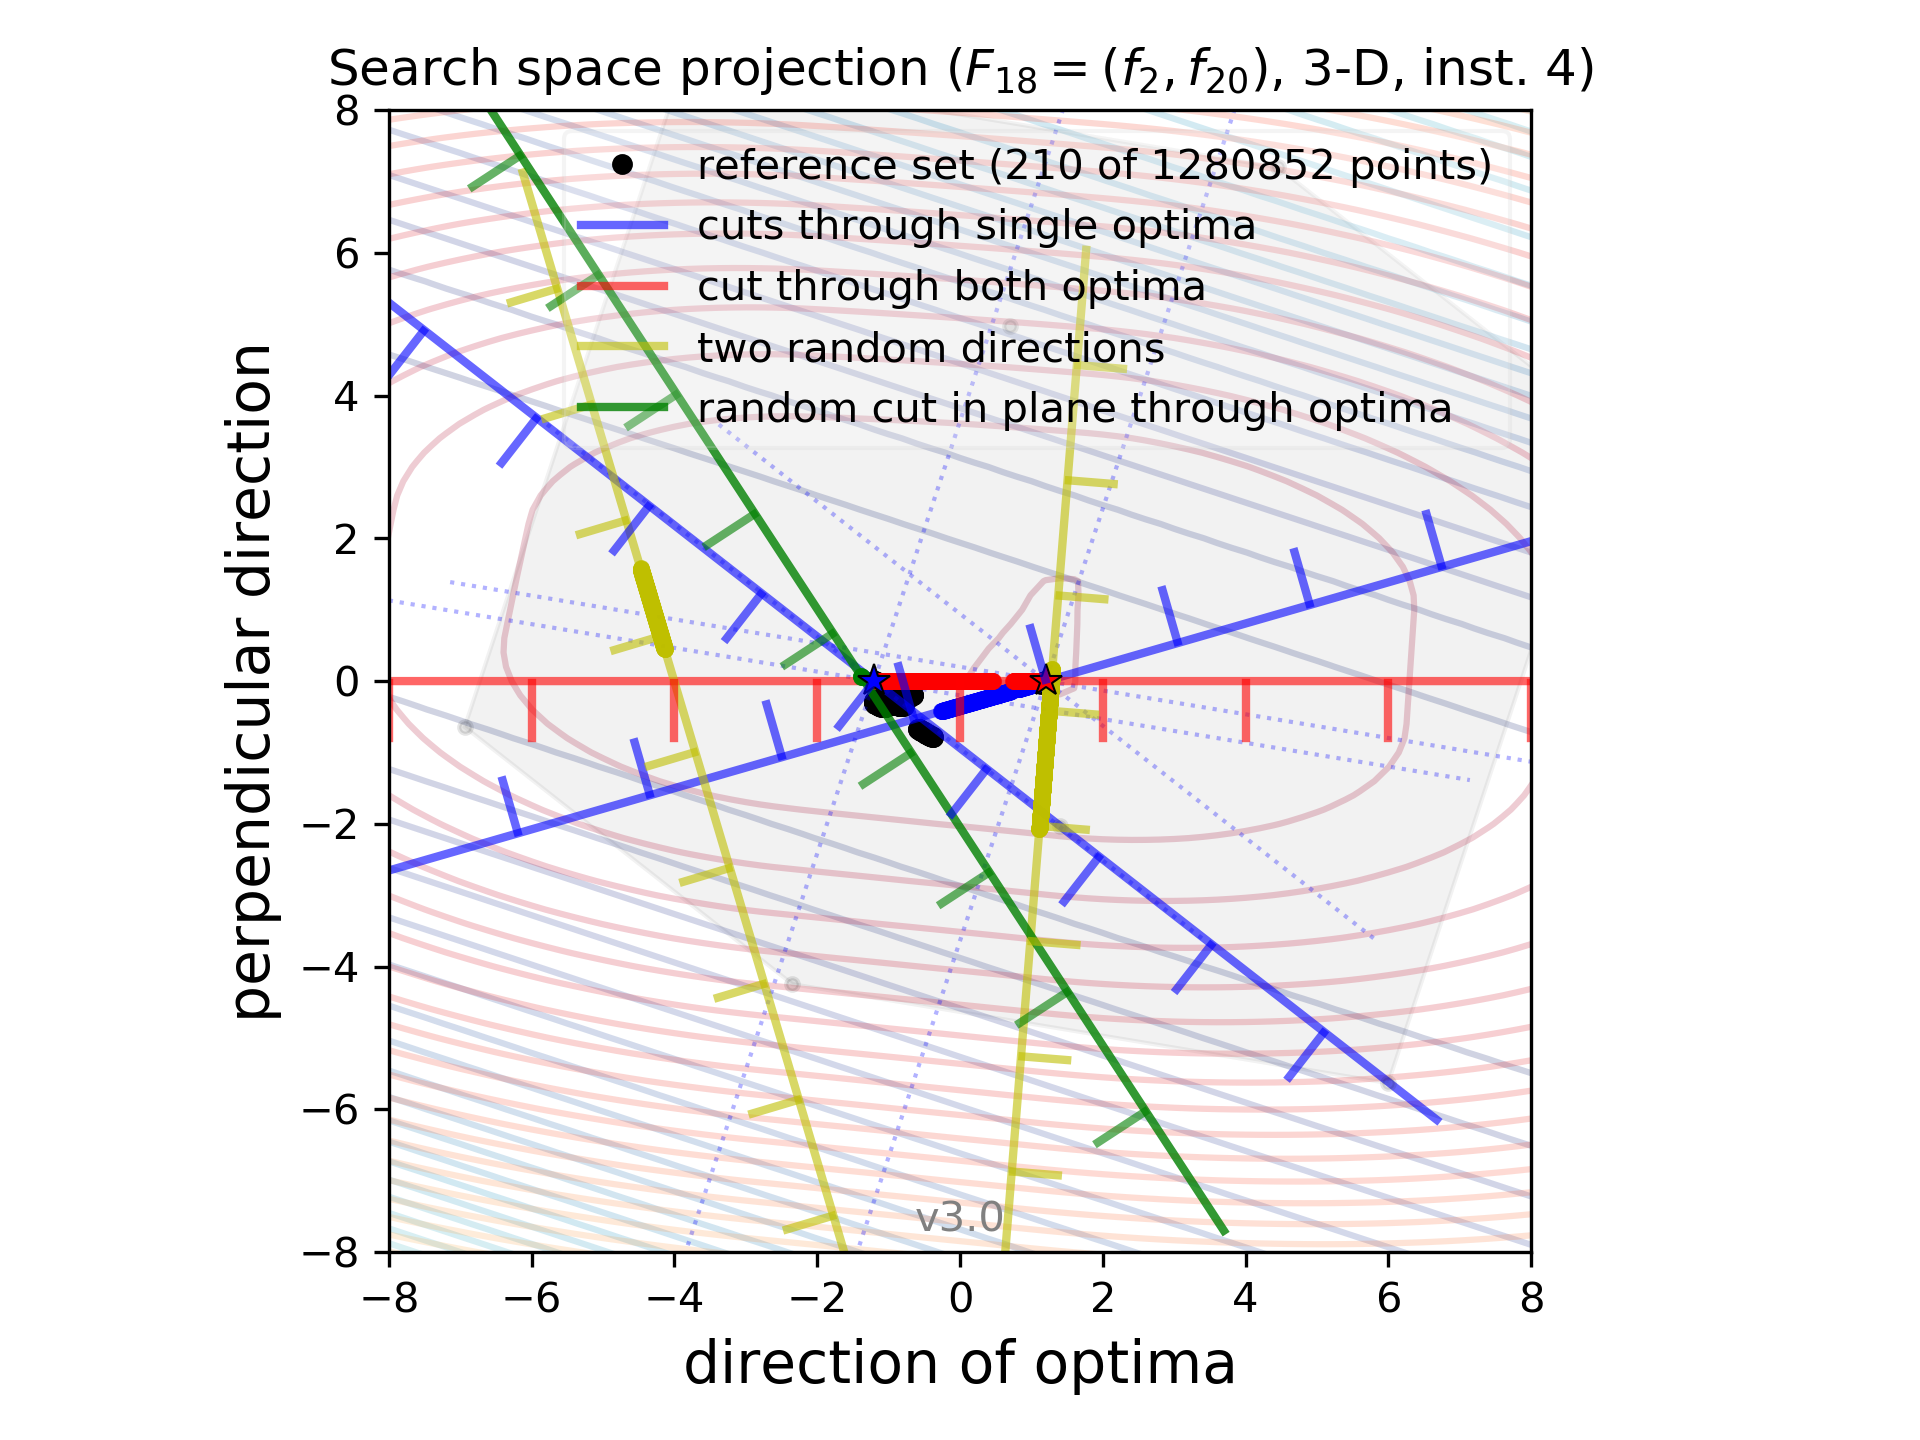 Search space projection (F18 = (f2, f20), 3-D, inst. 4)
8
6
4
2
0
−2
−4
−6
−8
perpendicular direction
reference set (210 of 1280852 points)
cuts through single optima
cut through both optima
two random directions
random cut in plane through optima
v3.0
−8 −6 −4 −2 0 2 4 6 8
direction of optima